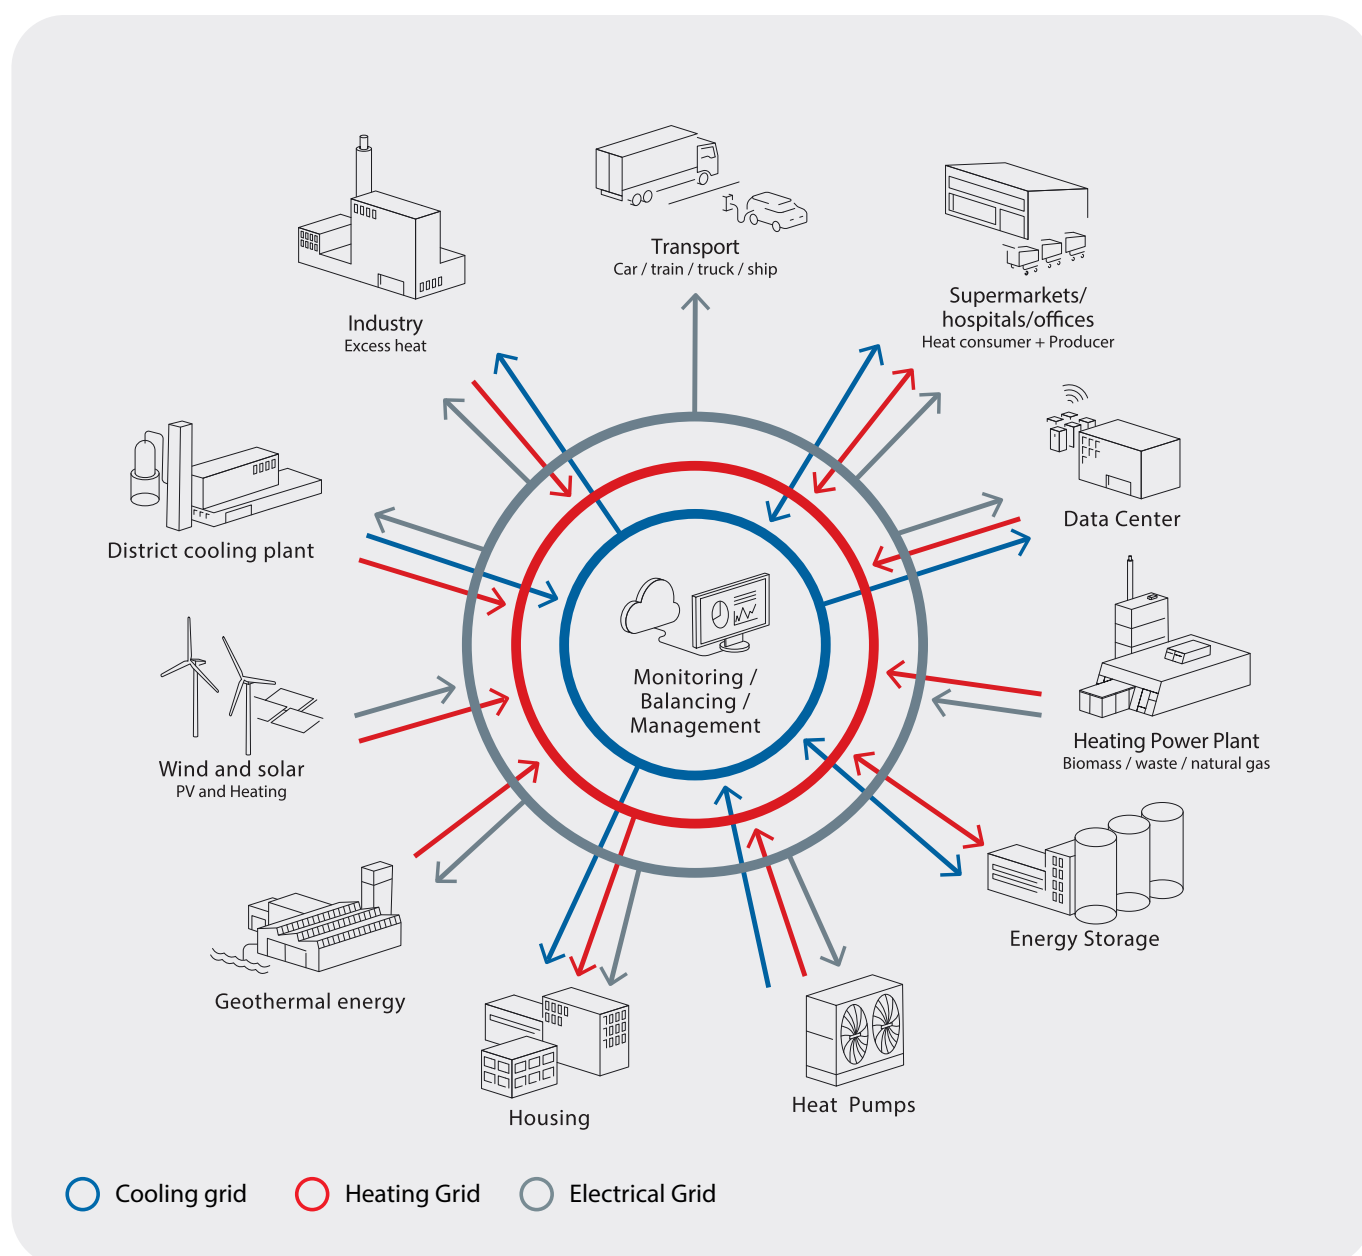 Transport
Car / train / truck / ship
Supermarkets/
hospitals/offices
Heat consumer + Producer
Industry
Excess heat
Data Center
District cooling plant
Monitoring /
Balancing /
Management
Heating Power Plant
Biomass / waste / natural gas
Wind and solar
PV and Heating
Energy Storage
Geothermal energy
Housing
Heat Pumps
Cooling grid
Heating Grid
Electrical Grid